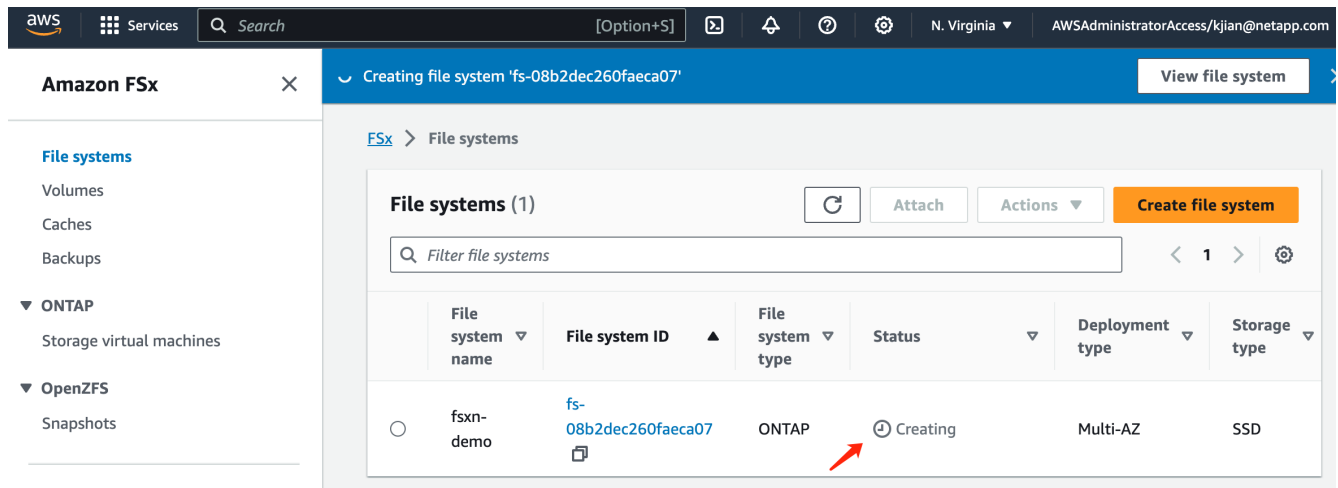 aws
Services
Search
[Option+S]
N. Virginia
AWSAdministratorAccess/kjian@netapp.com
Amazon FSx
Creating file system 'fs-08b2dec260faeca07'
View file system
FSx
File systems
File systems
Volumes
Caches
Backups
ONTAP
Storage virtual machines
OpenZFS
Snapshots
File systems (1)
Attach
Actions
Create file system
Filter file systems
1
File
system
name
File system ID
File
system
type
Status
Deployment
type
Storage
type
fsxn-
demo
fs-
08b2dec260faeca07
ONTAP
Creating
Multi-AZ
SSD